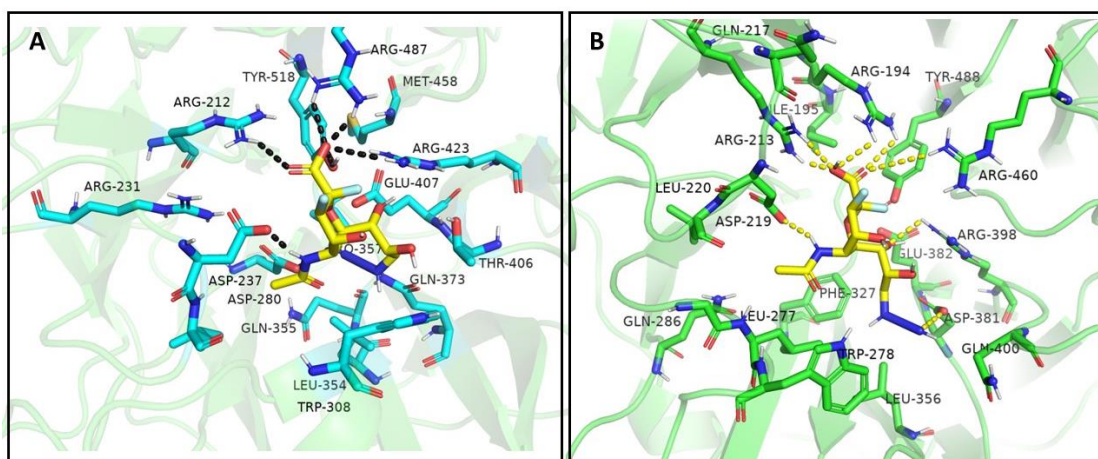 A
ARG-487
TYR-518
MET-458
ARG-212
ARG-423
ARG-231
GLU-407
ASP-237
ASP-280
GLN-373
THR-406
GLN-355
LEU-354
TRP-308
B
GLN-217
ARG-194
TYR-488
ARG-213
ARG-460
LEU-220
ASP-219
ARG-398
GLU-382
PHE-327
GLN-286
LEU-277
ASP-381
TRP-278
GLN-400
LEU-356